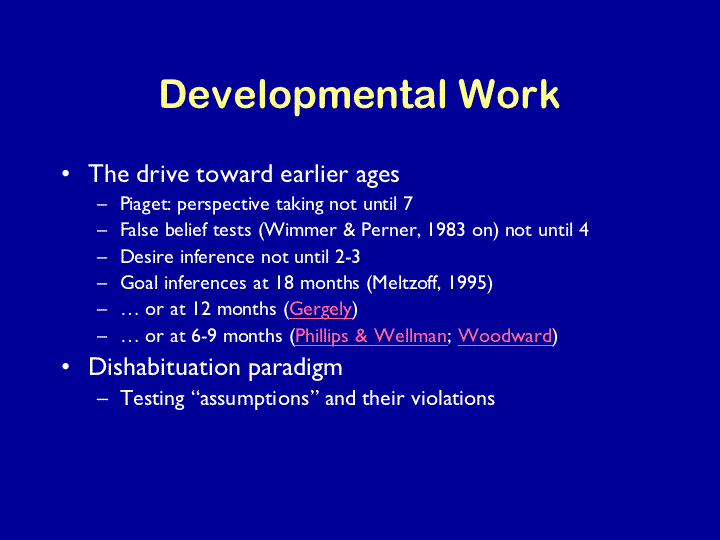 Developmental Work
• The drive toward earlier ages
– Piaget: perspective taking not until 7
– False belief tests (Wimmer & Perner, 1983 on) not until 4
– Desire inference not until 2-3
– Goal inferences at 18 months (Meltzoff, 1995)
– … or at 12 months (Gergely)
– … or at 6-9 months (Phillips & Wellman; Woodward)
• Dishabituation paradigm
– Testing “assumptions” and their violations